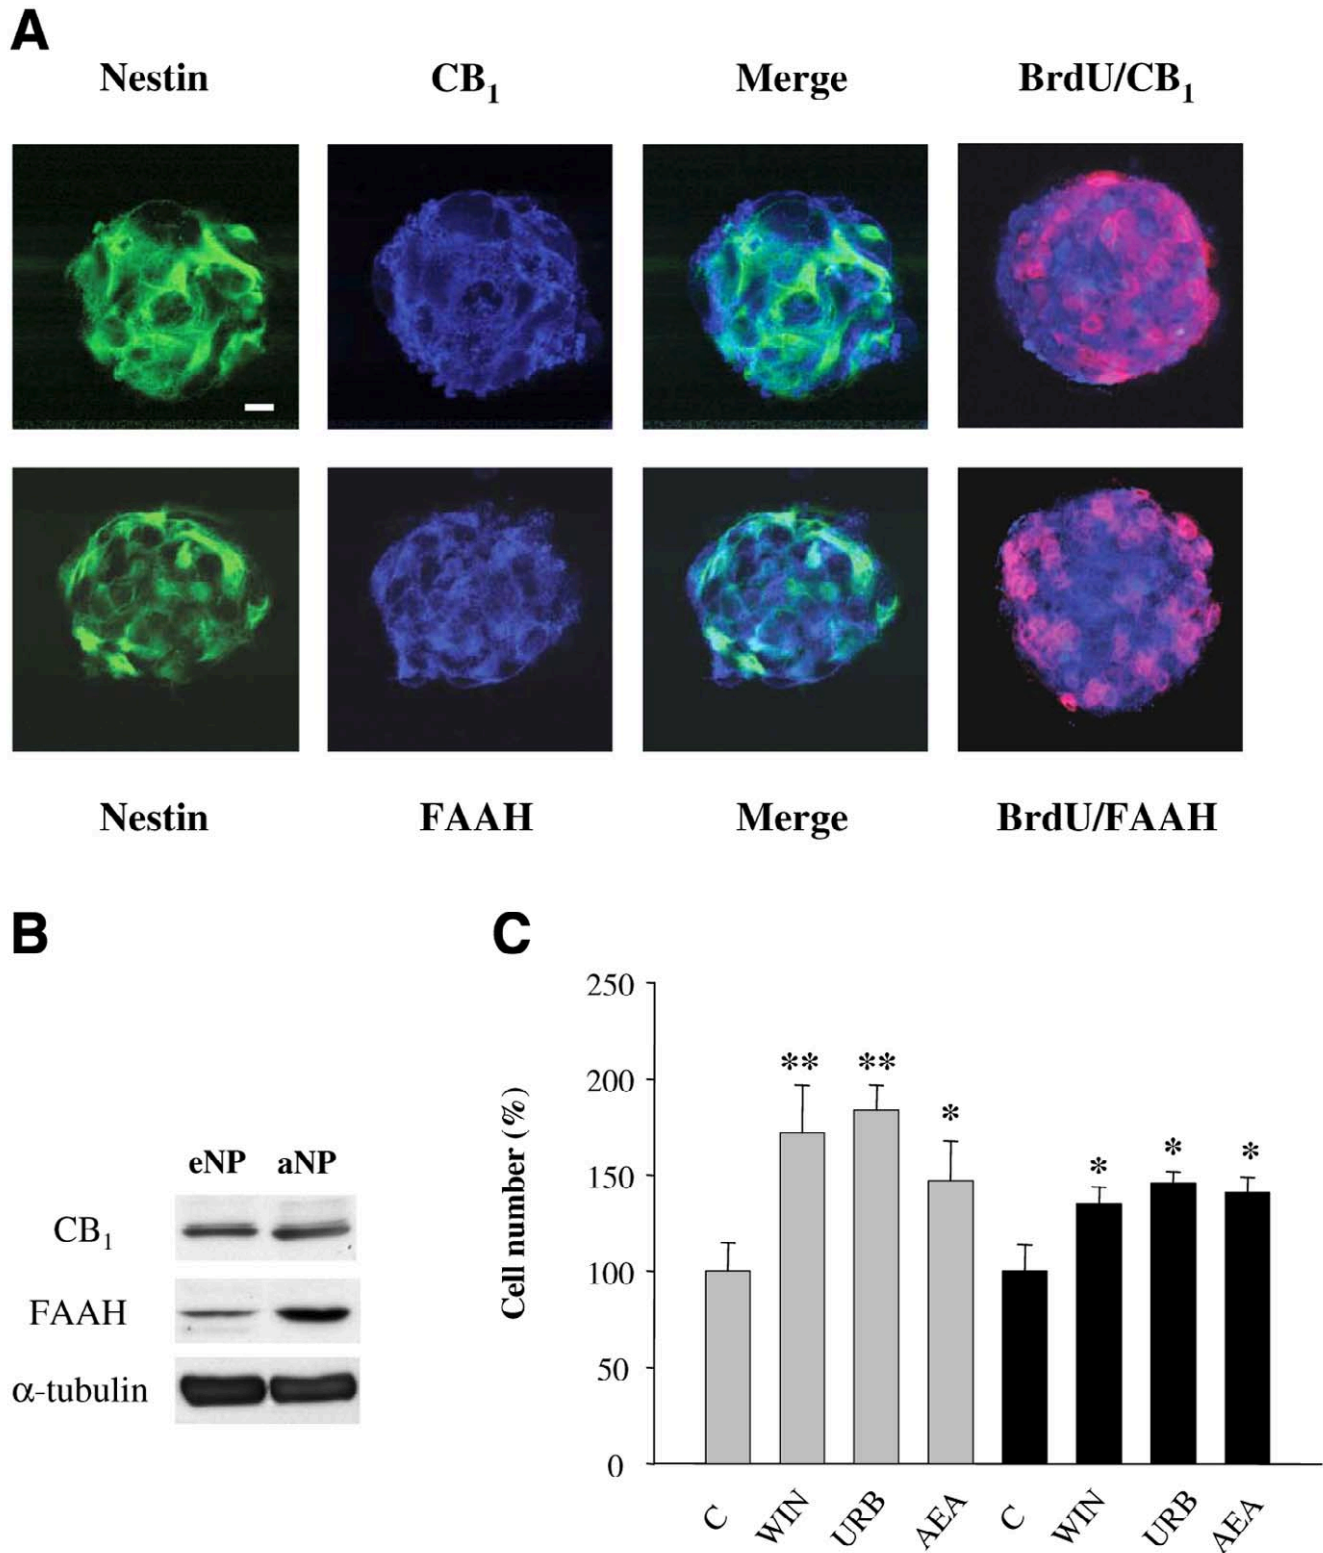 A
Nestin CB1 Merge BrdU/CB1
Nestin FAAH Merge BrdU/FAAH
B
eNP aNP
CB1
FAAH
α-tubulin
C
Cell number (%)
250
200
150
100
50
0
** ** * * * *
C WIN URB AEA C WIN URB AEA